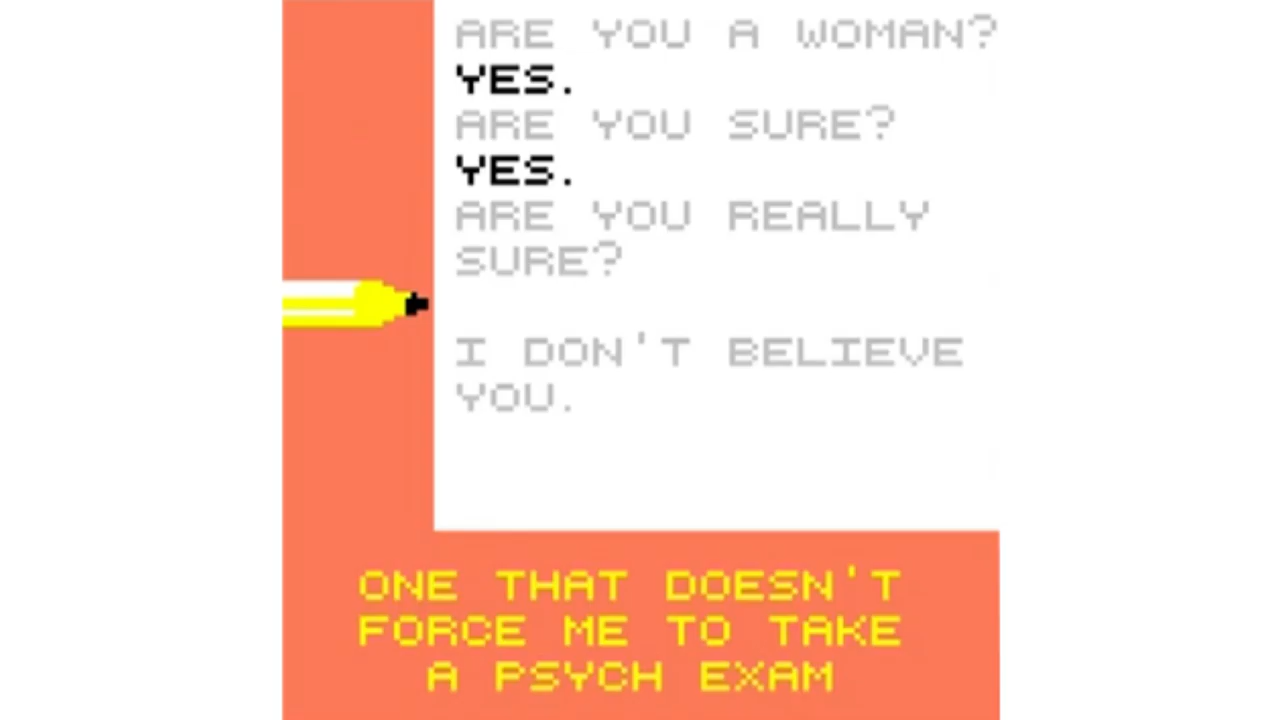 ARE YOU A WOMAN?
YES.
ARE YOU SURE?
YES.
ARE YOU REALLY
SURE?
I DON'T BELIEVE
YOU.
ONE THAT DOESN'T
FORCE ME TO TAKE
A PSYCH EXAM